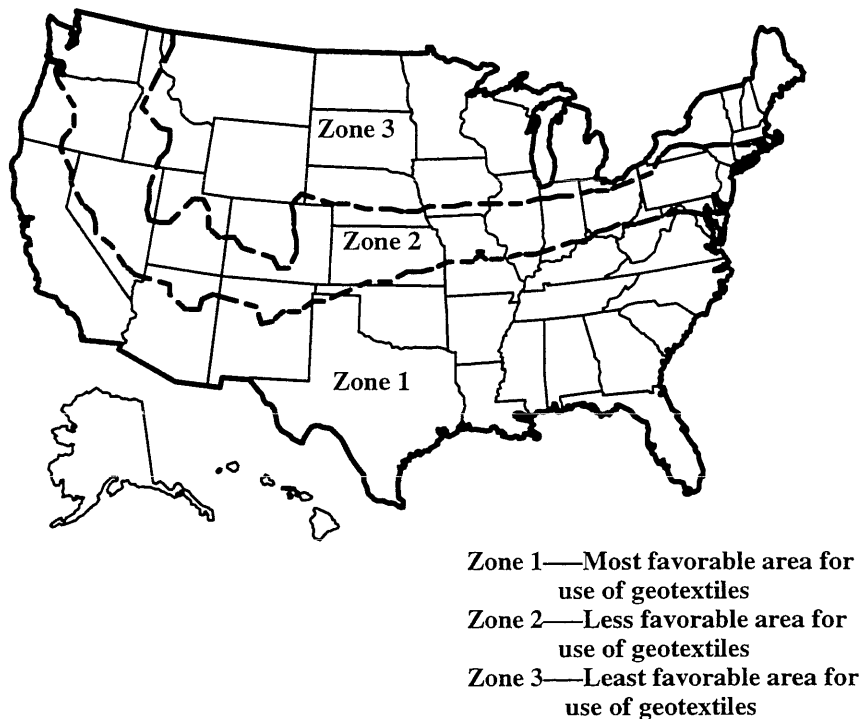 Zone 3
Zone 2
Zone 1
Zone 1——Most favorable area for
use of geotextiles
Zone 2——Less favorable area for
use of geotextiles
Zone 3——Least favorable area for
use of geotextiles